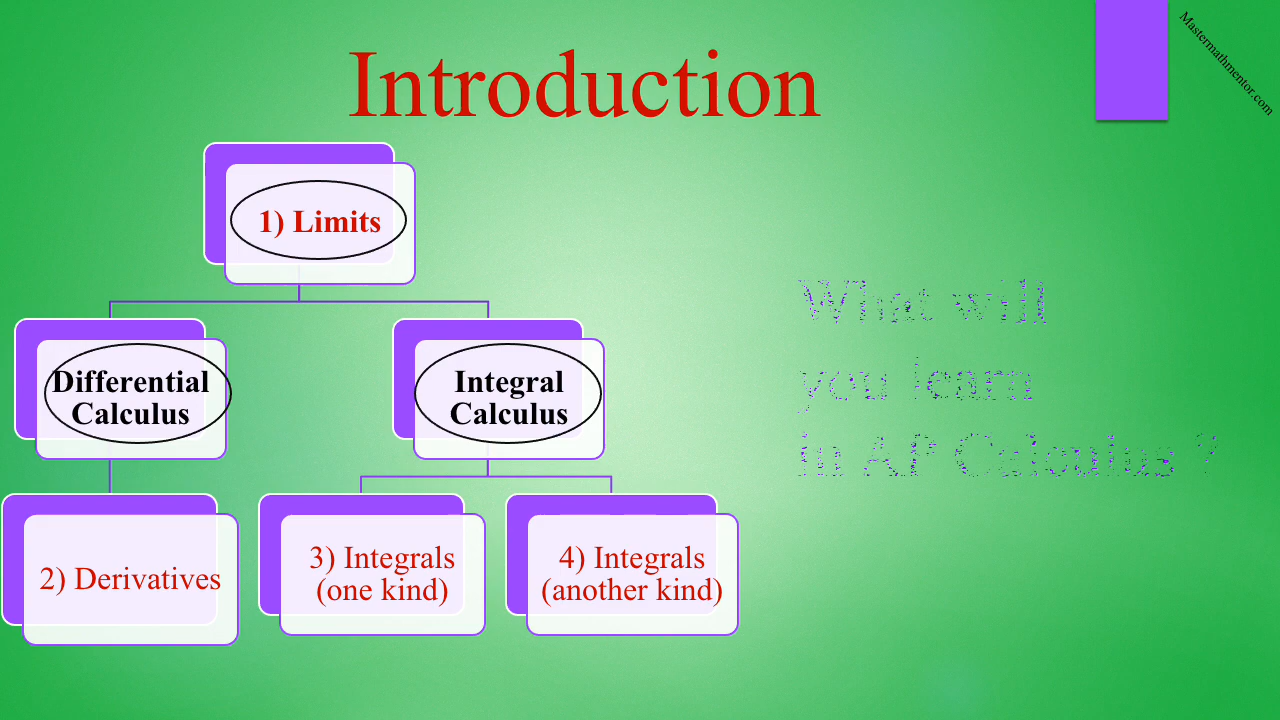 Introduction
Mastermathmentor.com
1) Limits
Differential
Calculus
Integral
Calculus
2) Derivatives
3) Integrals
(one kind)
4) Integrals
(another kind)
What will
you learn
in AP Calculus ?